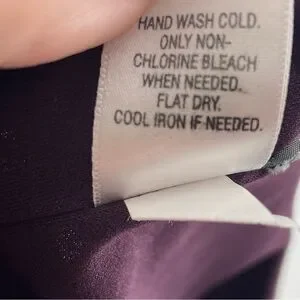 HAND WASH COLD.
ONLY NON-
CHLORINE BLEACH
WHEN NEEDED.
FLAT DRY.
COOL IRON IF NEEDED.